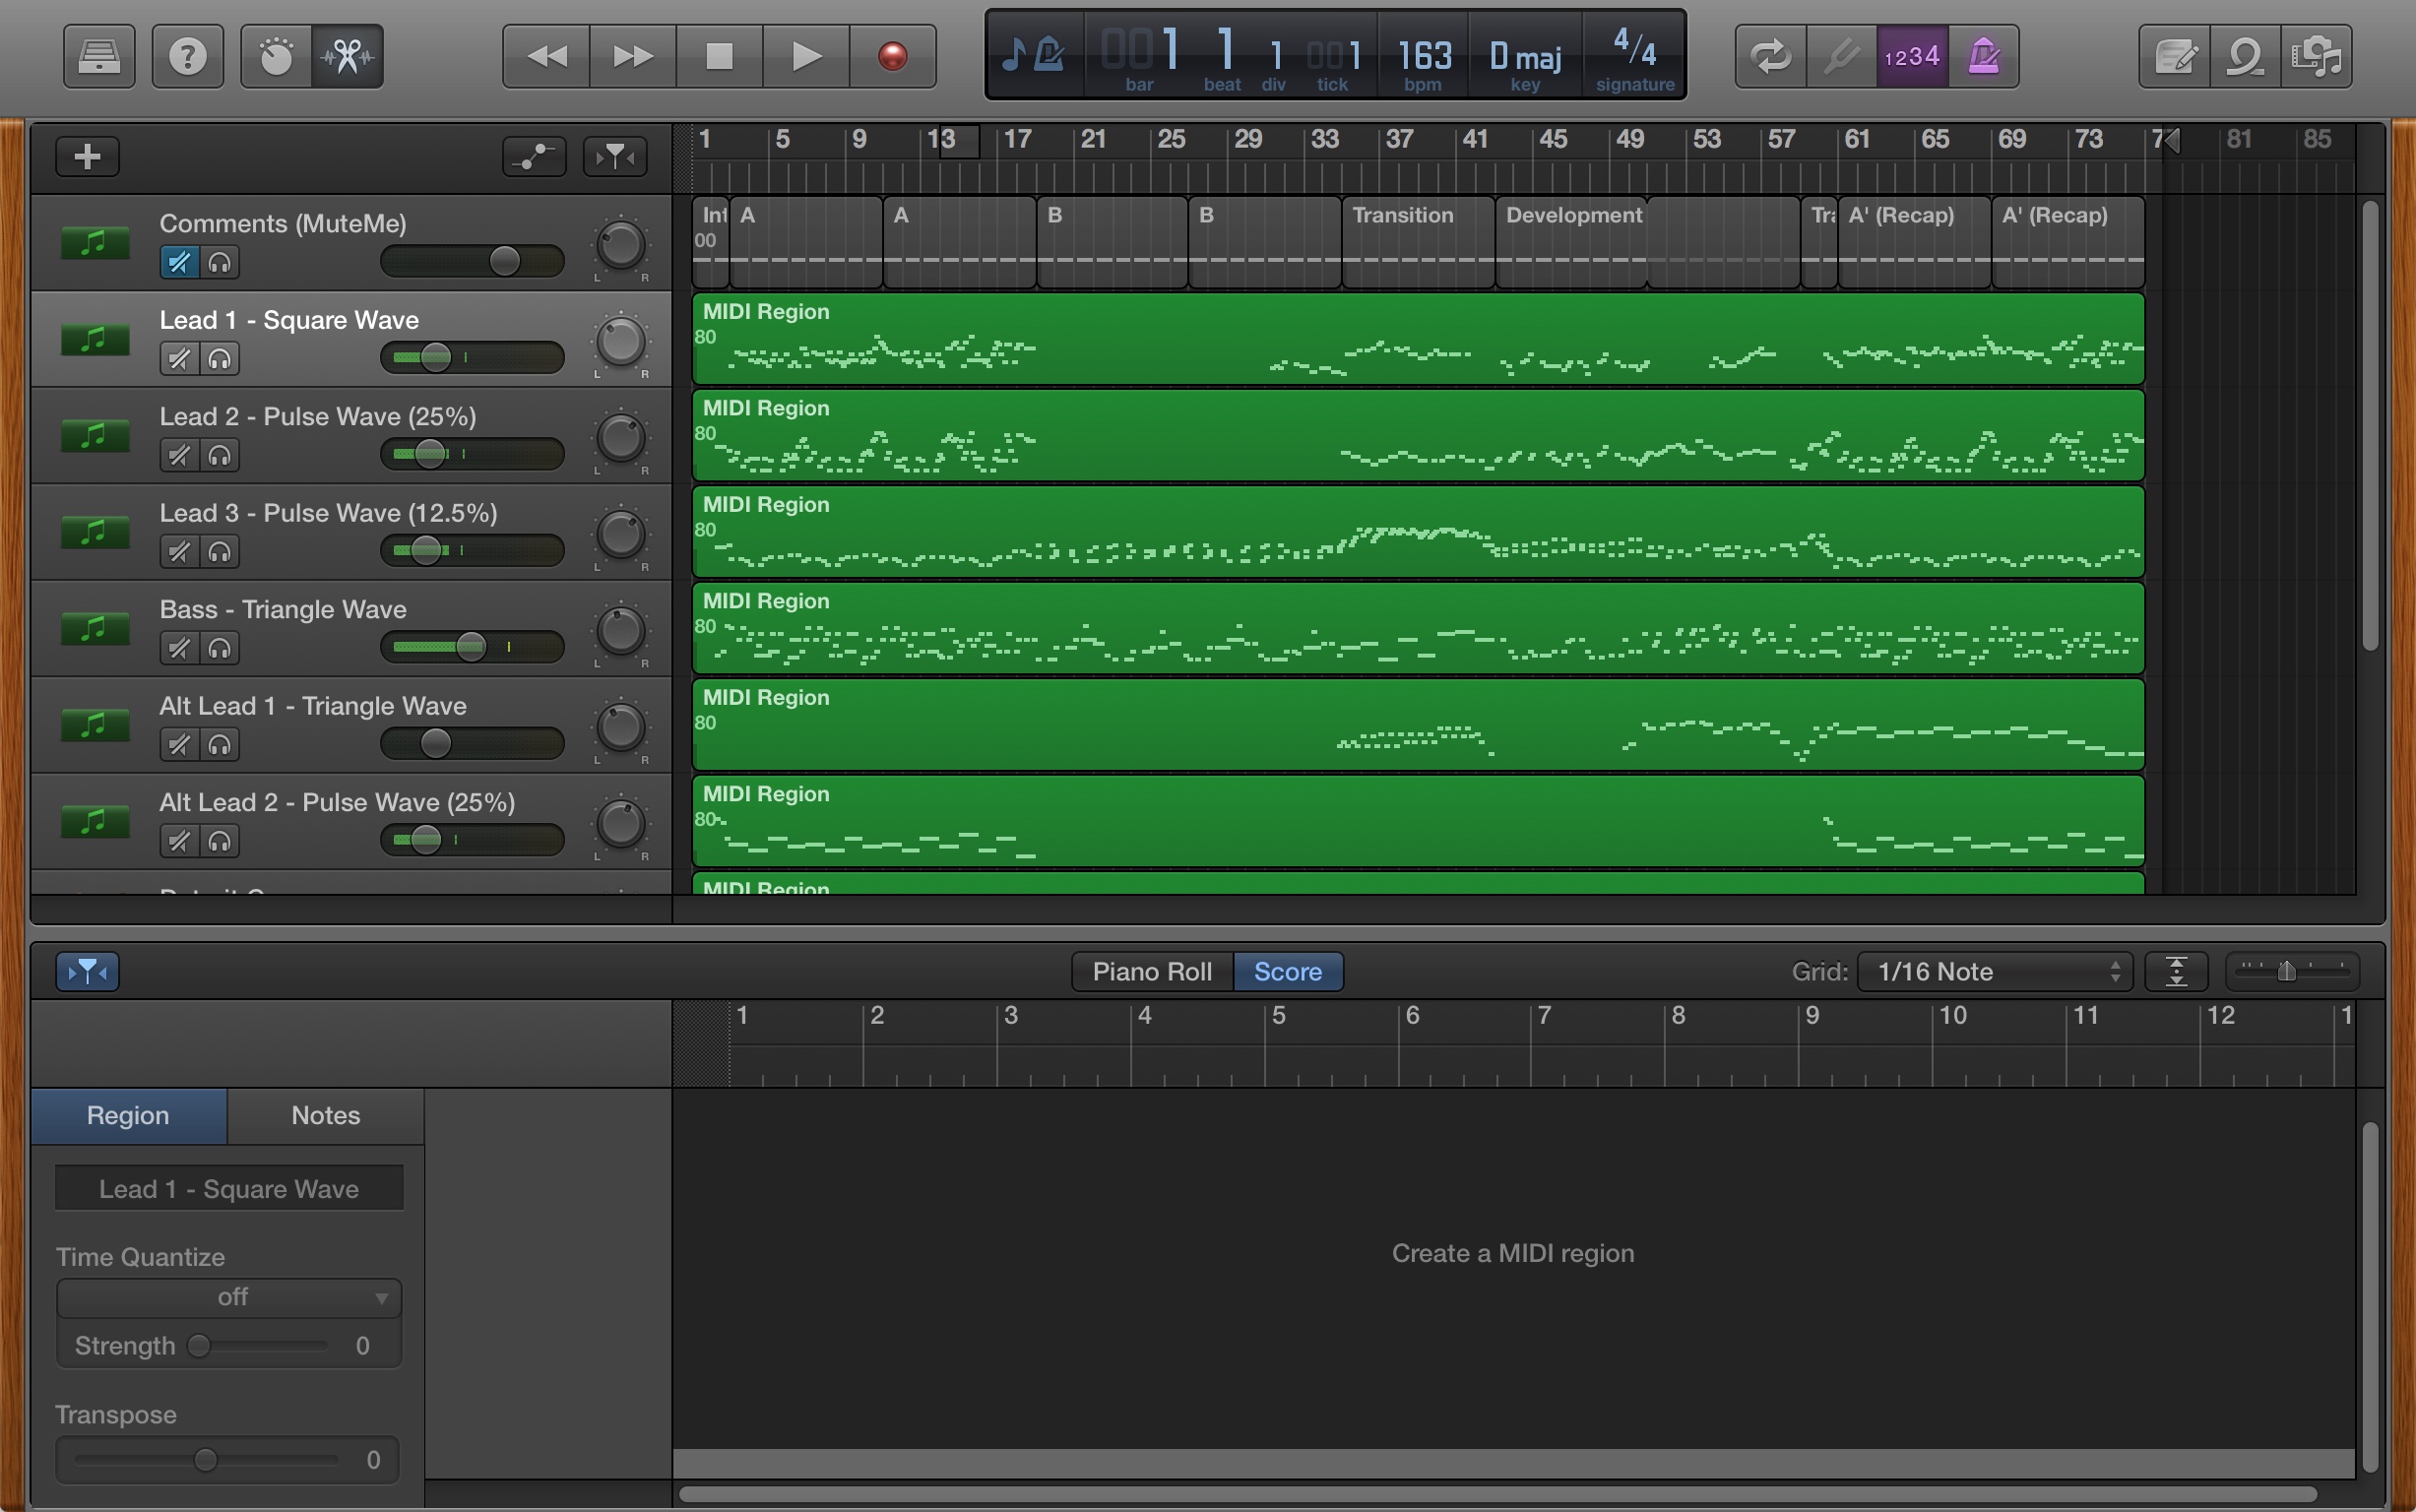 001 1 1 001 163 D maj 4/4
bar beat div tick bpm key signature
1234
1 5 9 13 17 21 25 29 33 37 41 45 49 53 57 61 65 69 73 81 85
Comments (MuteMe)
L R
Int A A B B Transition Development Tra A' (Recap) A' (Recap)
00
Lead 1 - Square Wave
L R
MIDI Region
80
Lead 2 - Pulse Wave (25%)
L R
MIDI Region
80
Lead 3 - Pulse Wave (12.5%)
L R
MIDI Region
80
Bass - Triangle Wave
L R
MIDI Region
80
Alt Lead 1 - Triangle Wave
L R
MIDI Region
80
Alt Lead 2 - Pulse Wave (25%)
L R
MIDI Region
80
MIDI Region
Piano Roll Score Grid: 1/16 Note
1 2 3 4 5 6 7 8 9 10 11 12 1
Region Notes
Lead 1 - Square Wave
Time Quantize
off
Strength 0
Transpose
0
Create a MIDI region